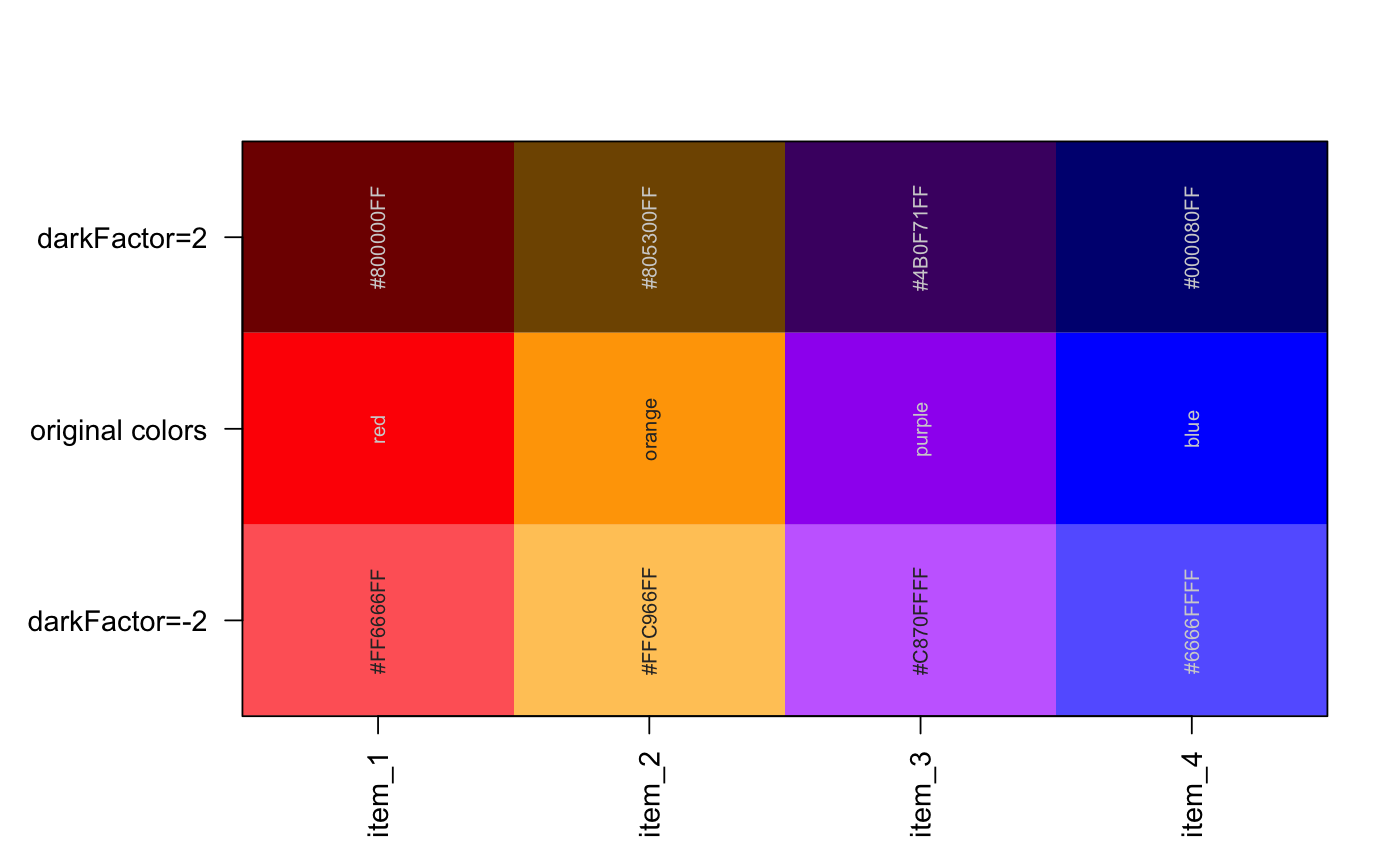 darkFactor=2
#800000FF
#805300FF
#4B0F71FF
#000080FF
original colors
red
orange
purple
blue
darkFactor=-2
#FF6666FF
#FFC966FF
#C870FFFF
#6666FFFF
item_1
item_2
item_3
item_4